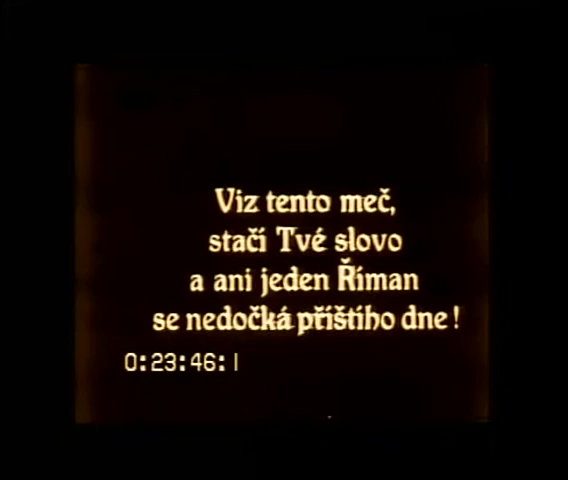 Viz tento meč,
stačí Tvé slovo
a ani jeden Říman
se nedočká příštího dne!
0:23:46:1